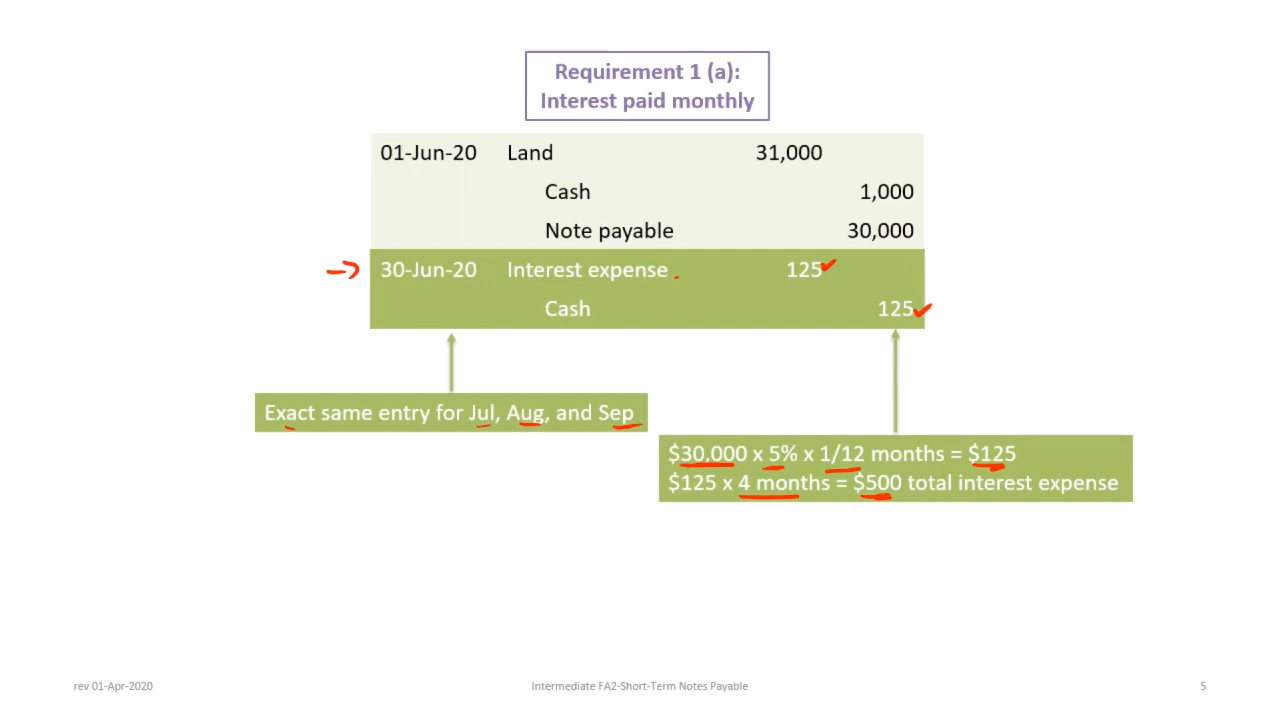 Requirement 1 (a):
Interest paid monthly
01-Jun-20 Land 31,000
Cash 1,000
Note payable 30,000
30-Jun-20 Interest expense 125
Cash 125
Exact same entry for Jul, Aug, and Sep
$30,000 x 5% x 1/12 months = $125
$125 x 4 months = $500 total interest expense
rev 01-Apr-2020 Intermediate FA2-Short-Term Notes Payable 5